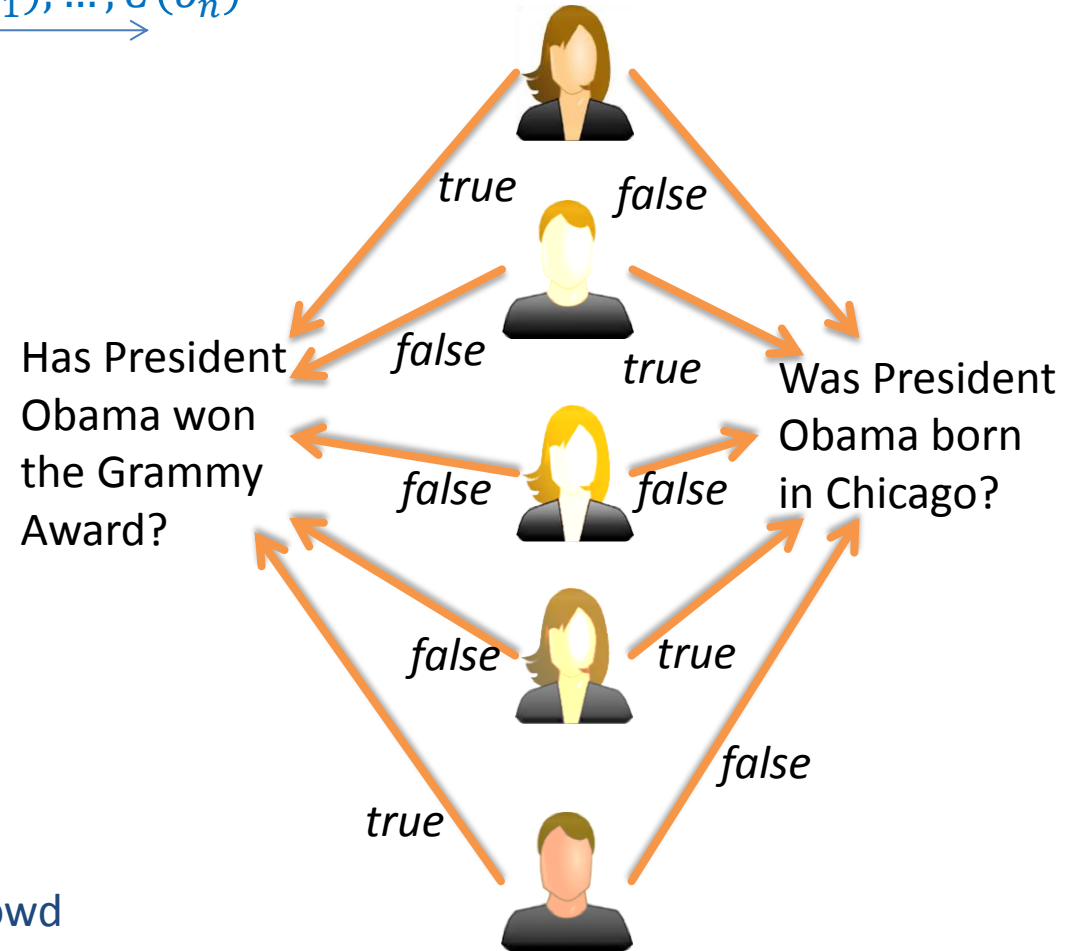 true
false
false
true
Has President
Obama won
the Grammy
Award?
Was President
Obama born
in Chicago?
false
false
false
true
false
true